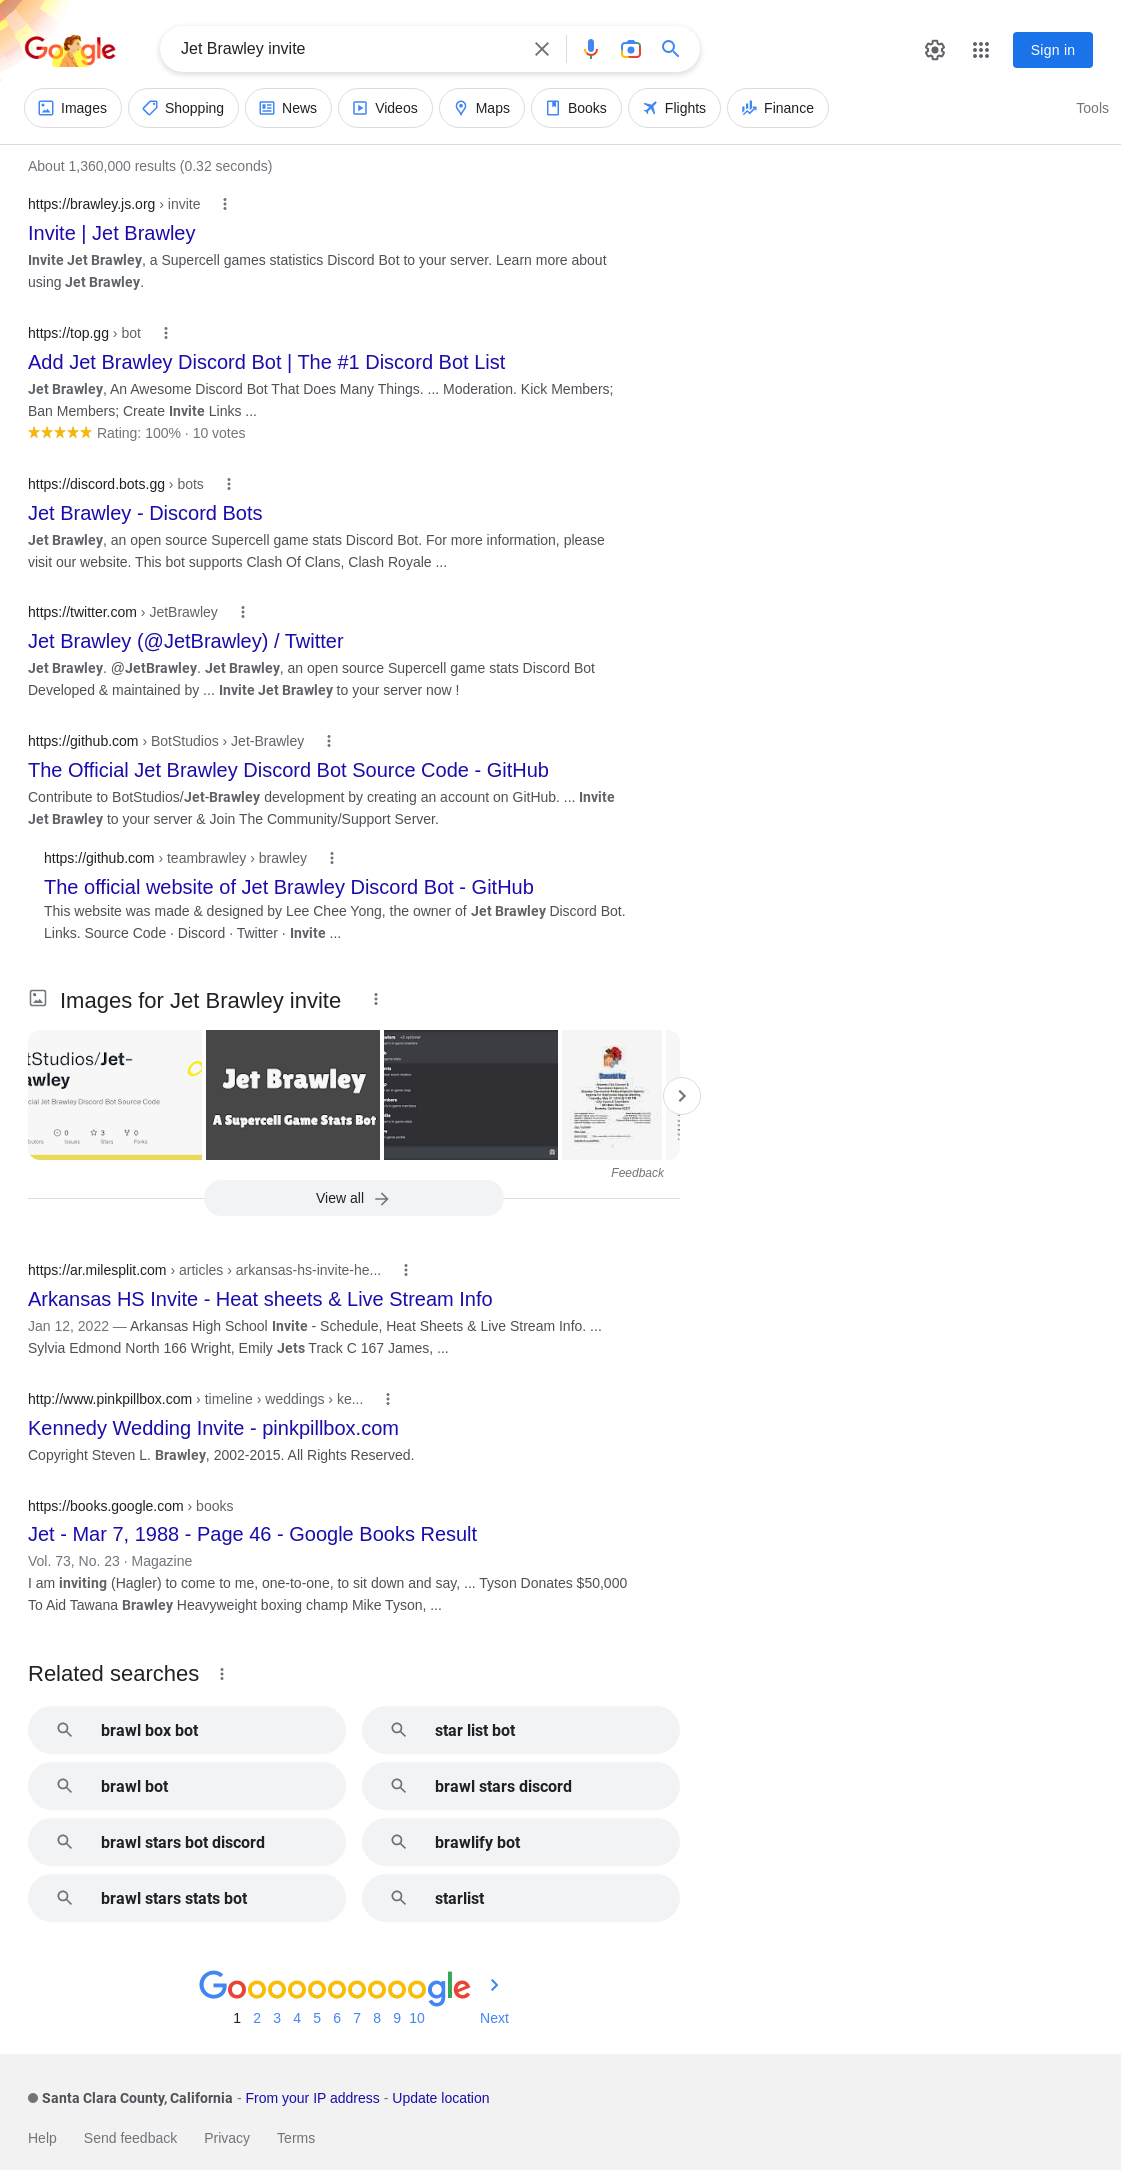 Google
Jet Brawley invite
Sign in
Images
Shopping
News
Videos
Maps
Books
Flights
Finance
Tools
About 1,360,000 results (0.32 seconds)
https://brawley.js.org › invite
Invite | Jet Brawley
Invite Jet Brawley, a Supercell games statistics Discord Bot to your server. Learn more about
using Jet Brawley.
https://top.gg › bot
Add Jet Brawley Discord Bot | The #1 Discord Bot List
Jet Brawley, An Awesome Discord Bot That Does Many Things. ... Moderation. Kick Members;
Ban Members; Create Invite Links ...
Rating: 100% · 10 votes
https://discord.bots.gg › bots
Jet Brawley - Discord Bots
Jet Brawley, an open source Supercell game stats Discord Bot. For more information, please
visit our website. This bot supports Clash Of Clans, Clash Royale ...
https://twitter.com › JetBrawley
Jet Brawley (@JetBrawley) / Twitter
Jet Brawley. @JetBrawley. Jet Brawley, an open source Supercell game stats Discord Bot
Developed & maintained by ... Invite Jet Brawley to your server now !
https://github.com › BotStudios › Jet-Brawley
The Official Jet Brawley Discord Bot Source Code - GitHub
Contribute to BotStudios/Jet-Brawley development by creating an account on GitHub. ... Invite
Jet Brawley to your server & Join The Community/Support Server.
https://github.com › teambrawley › brawley
The official website of Jet Brawley Discord Bot - GitHub
This website was made & designed by Lee Chee Yong, the owner of Jet Brawley Discord Bot.
Links. Source Code · Discord · Twitter · Invite ...
Images for Jet Brawley invite
tStudios/Jet-
awley
cial Jet Brawley Discord Bot Source Code
0
3
0
Issues
Stars
Forks
Jet Brawley
A Supercell Game Stats Bot
Feedback
View all
https://ar.milesplit.com › articles › arkansas-hs-invite-he...
Arkansas HS Invite - Heat sheets & Live Stream Info
Jan 12, 2022 — Arkansas High School Invite - Schedule, Heat Sheets & Live Stream Info. ...
Sylvia Edmond North 166 Wright, Emily Jets Track C 167 James, ...
http://www.pinkpillbox.com › timeline › weddings › ke...
Kennedy Wedding Invite - pinkpillbox.com
Copyright Steven L. Brawley, 2002-2015. All Rights Reserved.
https://books.google.com › books
Jet - Mar 7, 1988 - Page 46 - Google Books Result
Vol. 73, No. 23 · Magazine
I am inviting (Hagler) to come to me, one-to-one, to sit down and say, ... Tyson Donates $50,000
To Aid Tawana Brawley Heavyweight boxing champ Mike Tyson, ...
Related searches
brawl box bot
star list bot
brawl bot
brawl stars discord
brawl stars bot discord
brawlify bot
brawl stars stats bot
starlist
Goooooooooogle
1 2 3 4 5 6 7 8 9 10 Next
Santa Clara County, California - From your IP address - Update location
Help Send feedback Privacy Terms